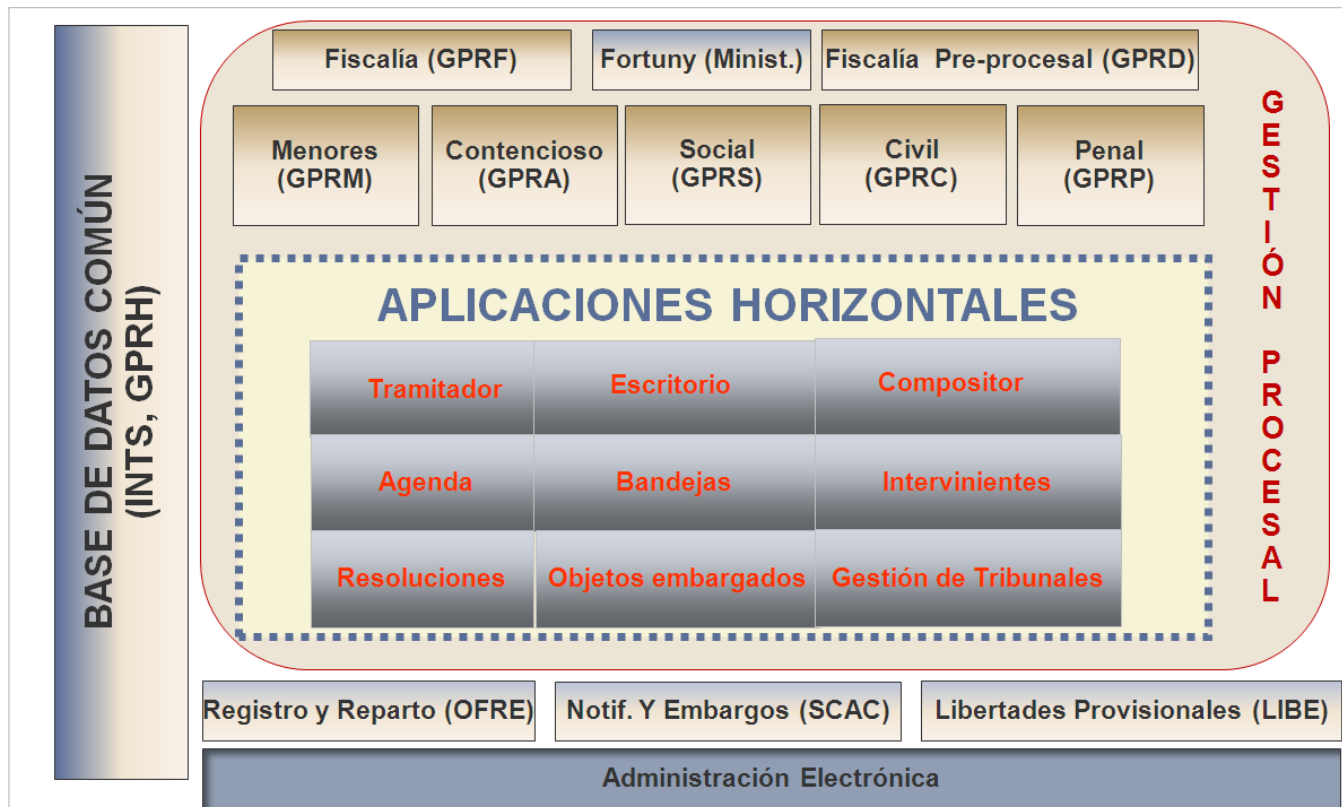 BASE DE DATOS COMÚN
(INTS, GPRH)
Fiscalía (GPRF)
Fortuny (Minist.)
Fiscalía Pre-procesal (GPRD)
Menores
(GPRM)
Contencioso
(GPRA)
Social
(GPRS)
Civil
(GPRC)
Penal
(GPRP)
GESTIÓN PROCESAL
APLICACIONES HORIZONTALES
Tramitador
Escritorio
Compositor
Agenda
Bandejas
Intervinientes
Resoluciones
Objetos embargados
Gestión de Tribunales
Registro y Reparto (OFRE)
Notif. Y Embargos (SCAC)
Libertades Provisionales (LIBE)
Administración Electrónica